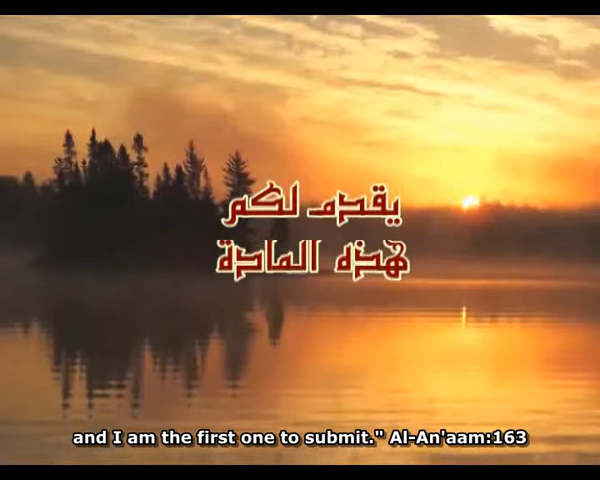 يقدم لكم
هذه المادة
and I am the first one to submit." Al-An'aam:163